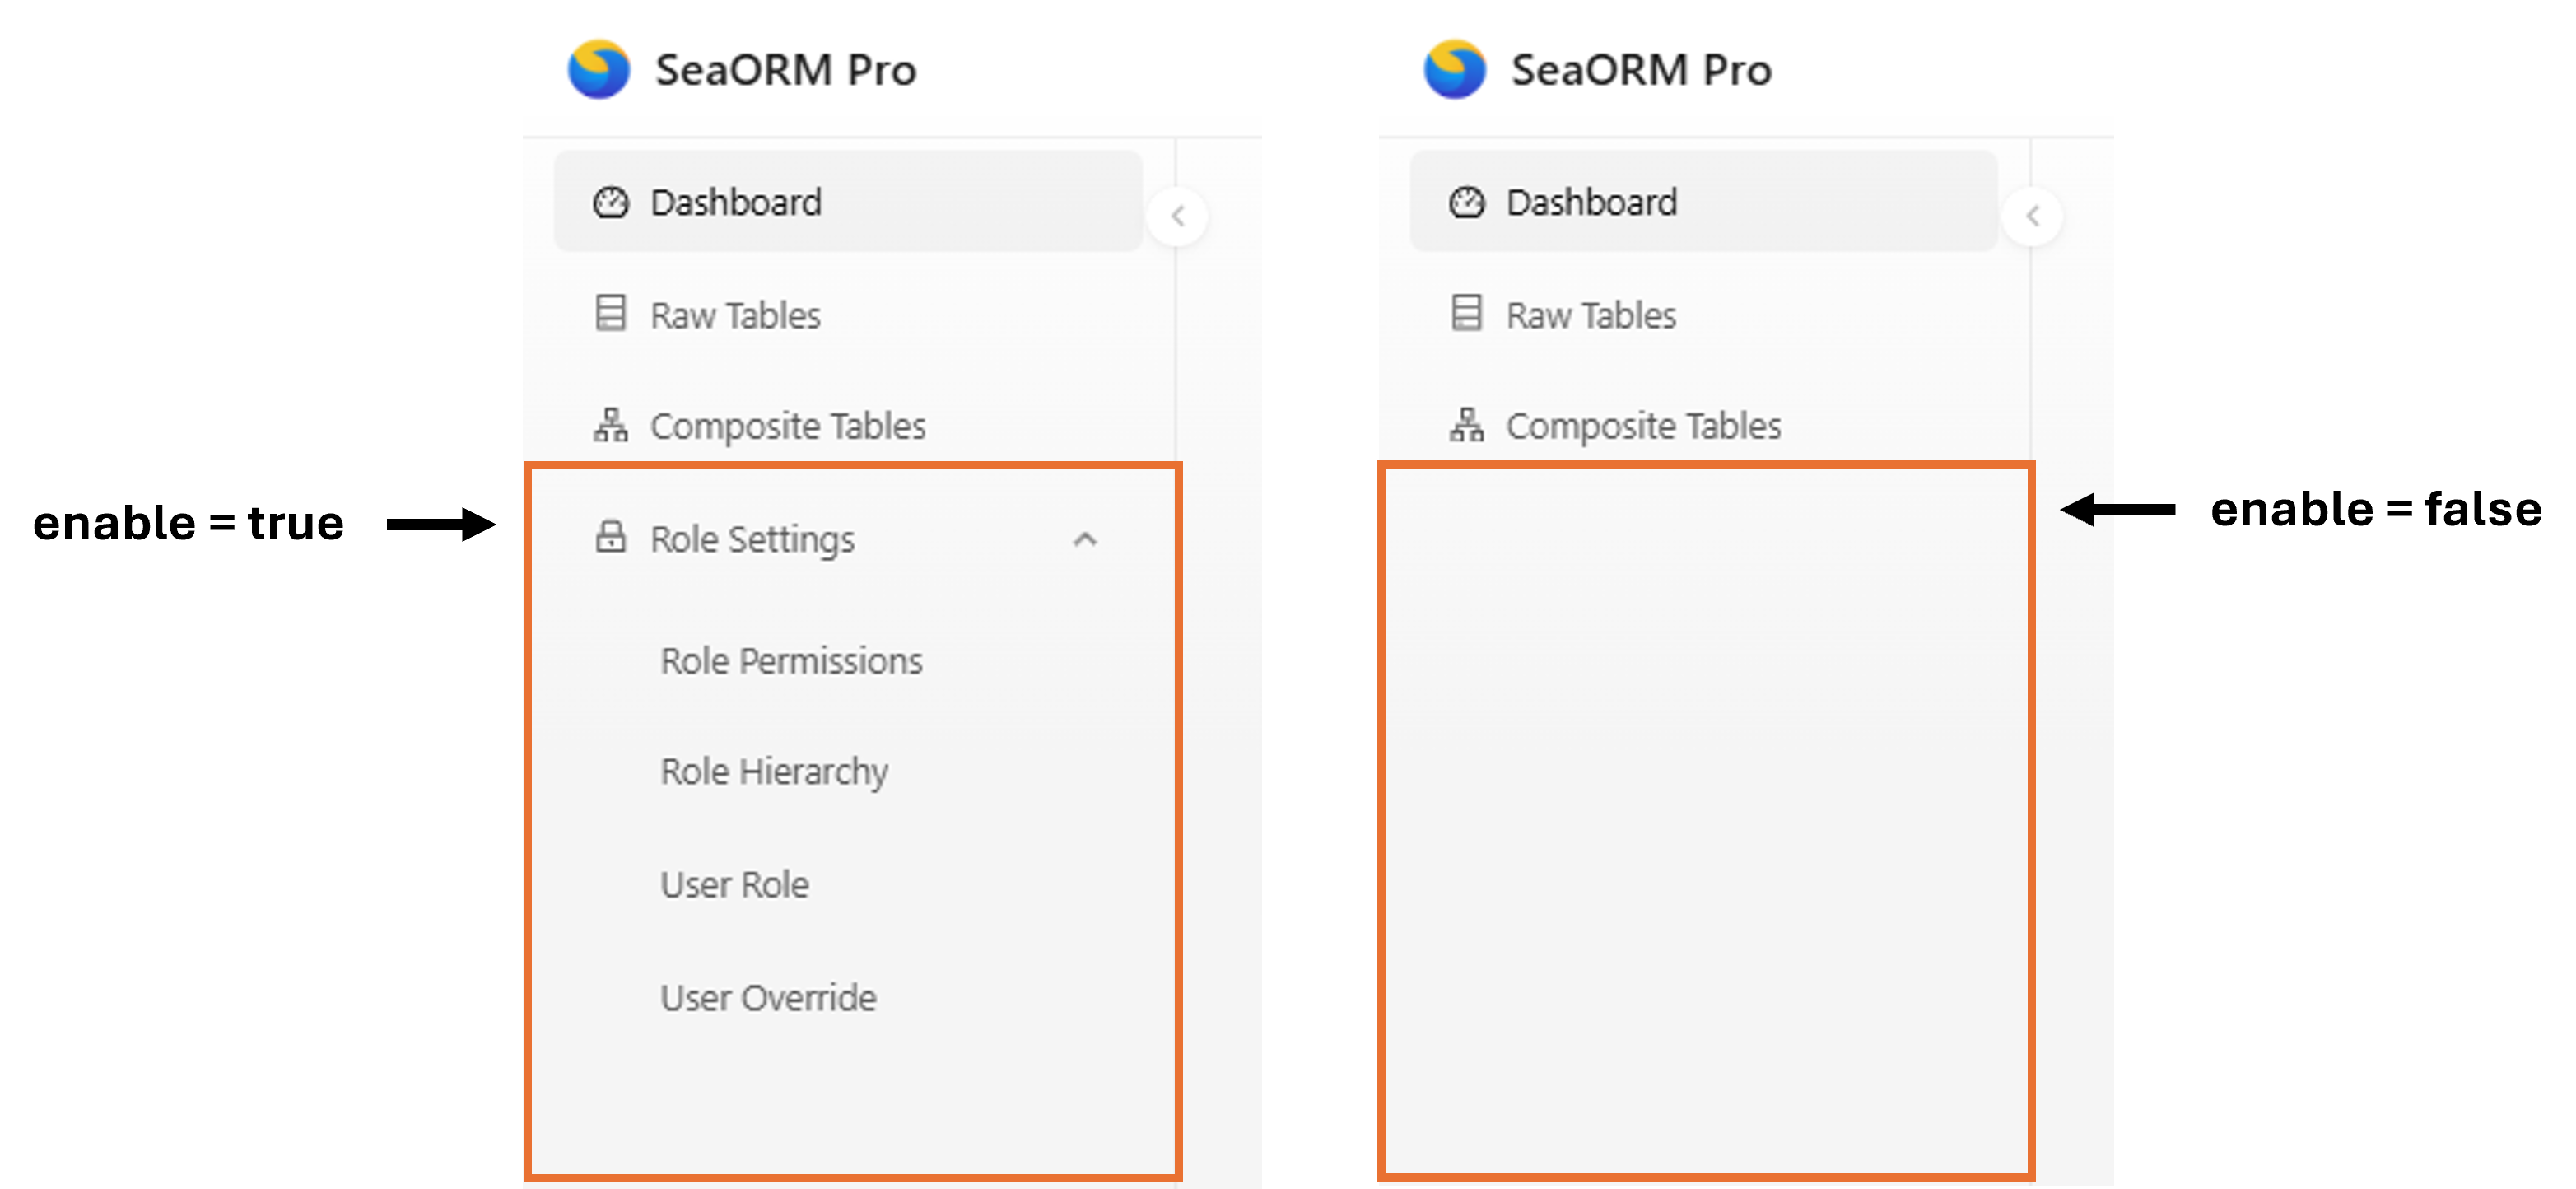 SeaORM Pro
Dashboard
Raw Tables
Composite Tables
enable = true
Role Settings
Role Permissions
Role Hierarchy
User Role
User Override
SeaORM Pro
Dashboard
Raw Tables
Composite Tables
enable = false